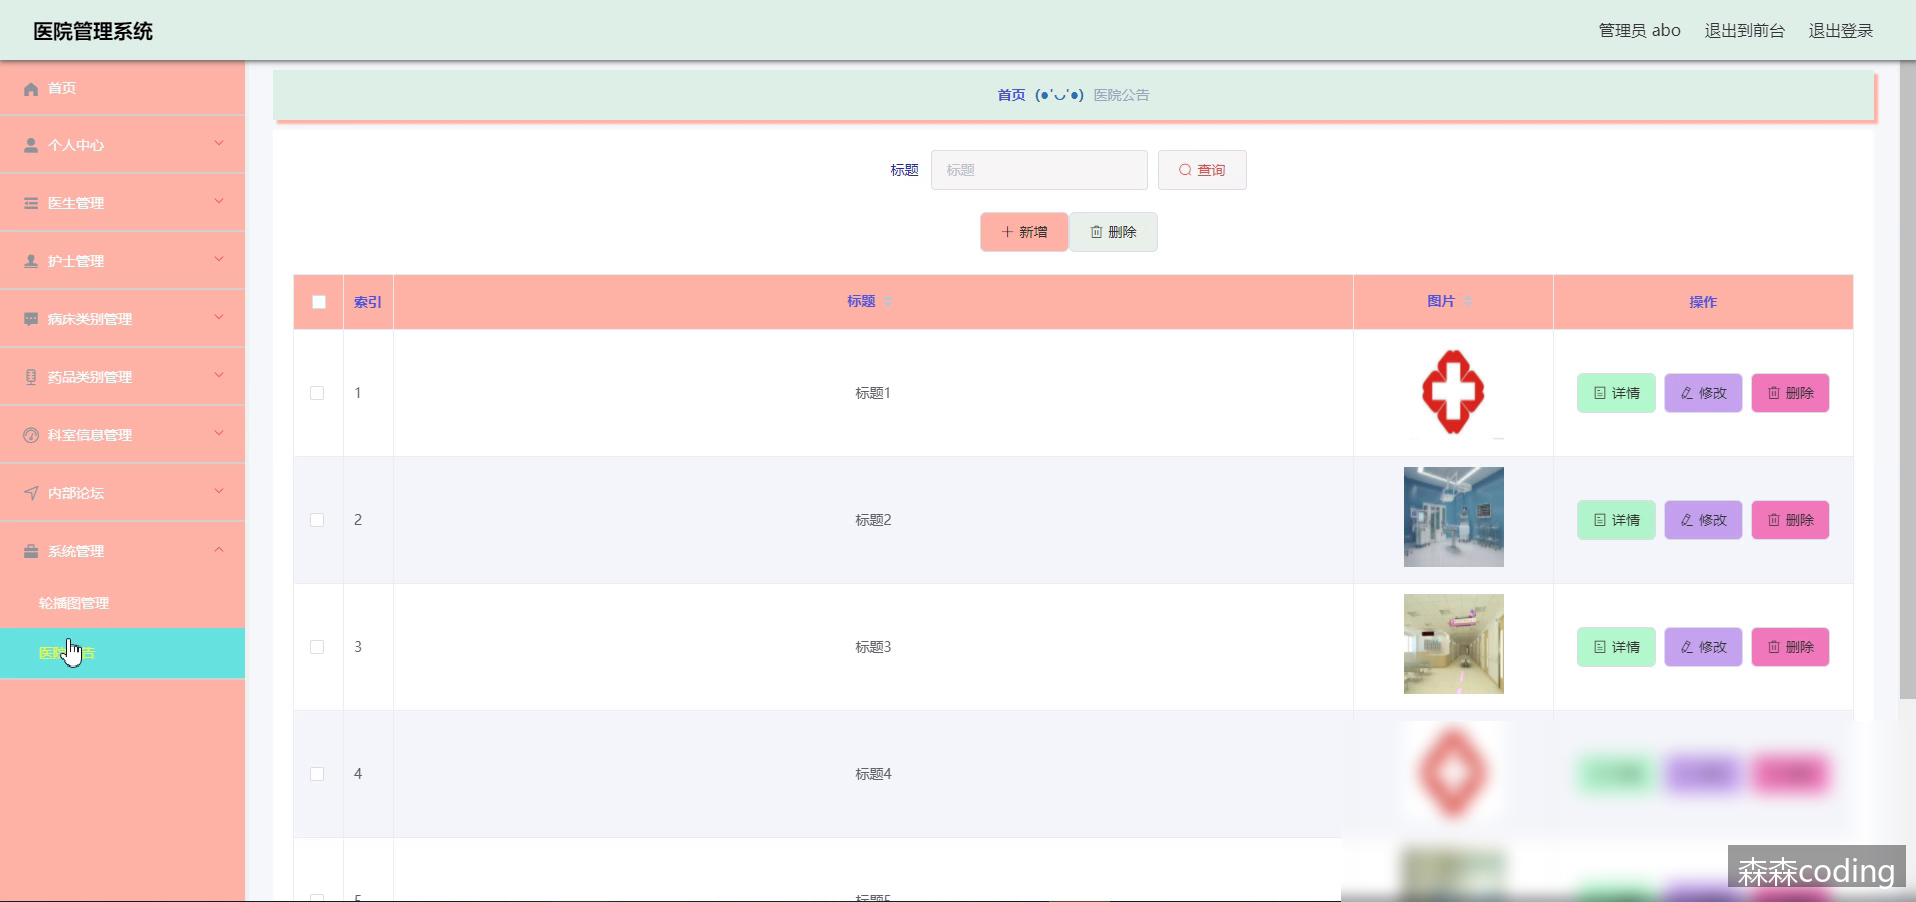 医院管理系统
管理员 abo 退出到前台 退出登录
首页
个人中心
医生管理
护士管理
病床类别管理
药品类别管理
科室信息管理
内部论坛
系统管理
轮播图管理
首页 (●'◡'●) 医院公告
标题 标题 查询
新增 删除
索引 标题 图片 操作
1 标题1 详情 修改 删除
2 标题2 详情 修改 删除
3 标题3 详情 修改 删除
4 标题4
5 标题5
森森coding